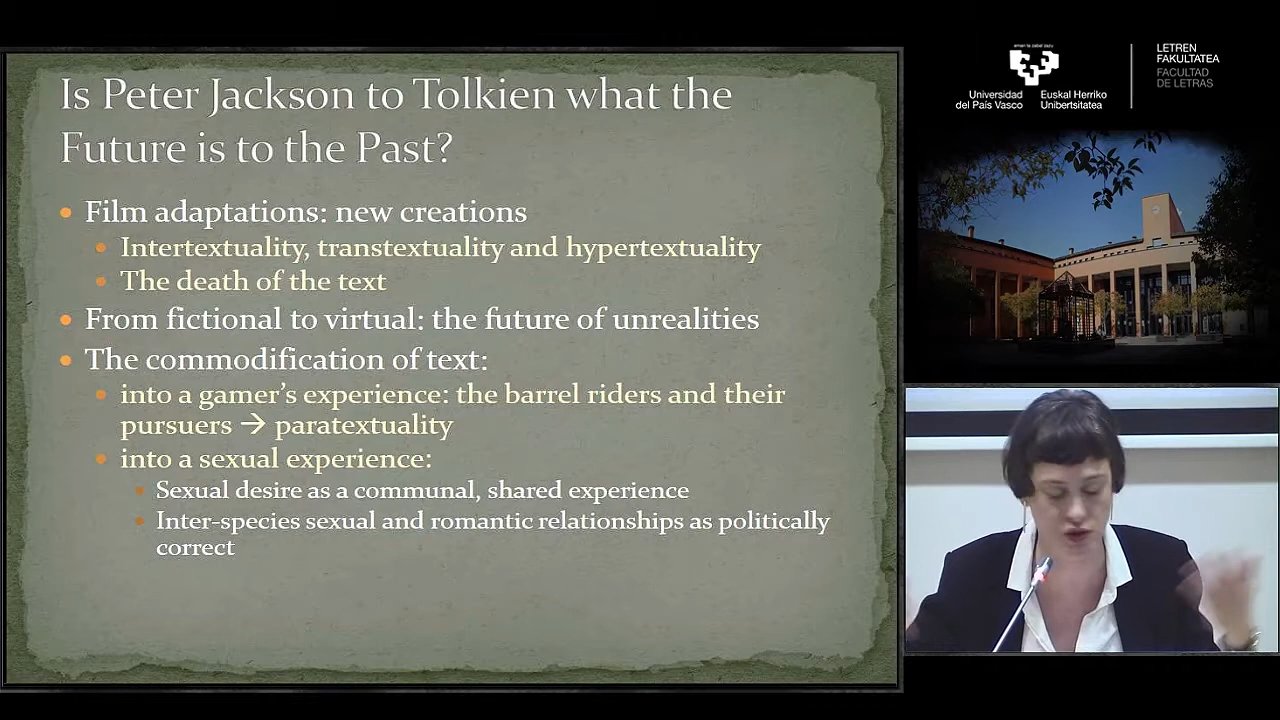 Is Peter Jackson to Tolkien what the
Future is to the Past?
Film adaptations: new creations
Intertextuality, transtextuality and hypertextuality
The death of the text
From fictional to virtual: the future of unrealities
The commodification of text:
into a gamer's experience: the barrel riders and their
pursuers → paratextuality
into a sexual experience:
Sexual desire as a communal, shared experience
Inter-species sexual and romantic relationships as politically
correct
Universidad
del País Vasco
Euskal Herriko
Unibertsitatea
LETREN
FAKULTATEA
FACULTAD
DE LETRAS